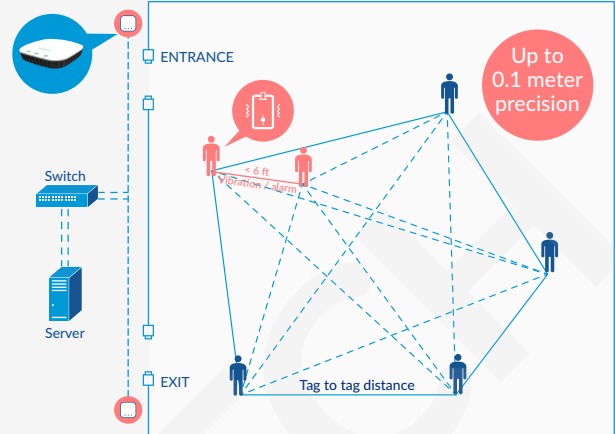 ENTRANCE
Up to
0.1 meter
precision
< 6 ft
Vibration / alarm
Switch
Server
EXIT
Tag to tag distance